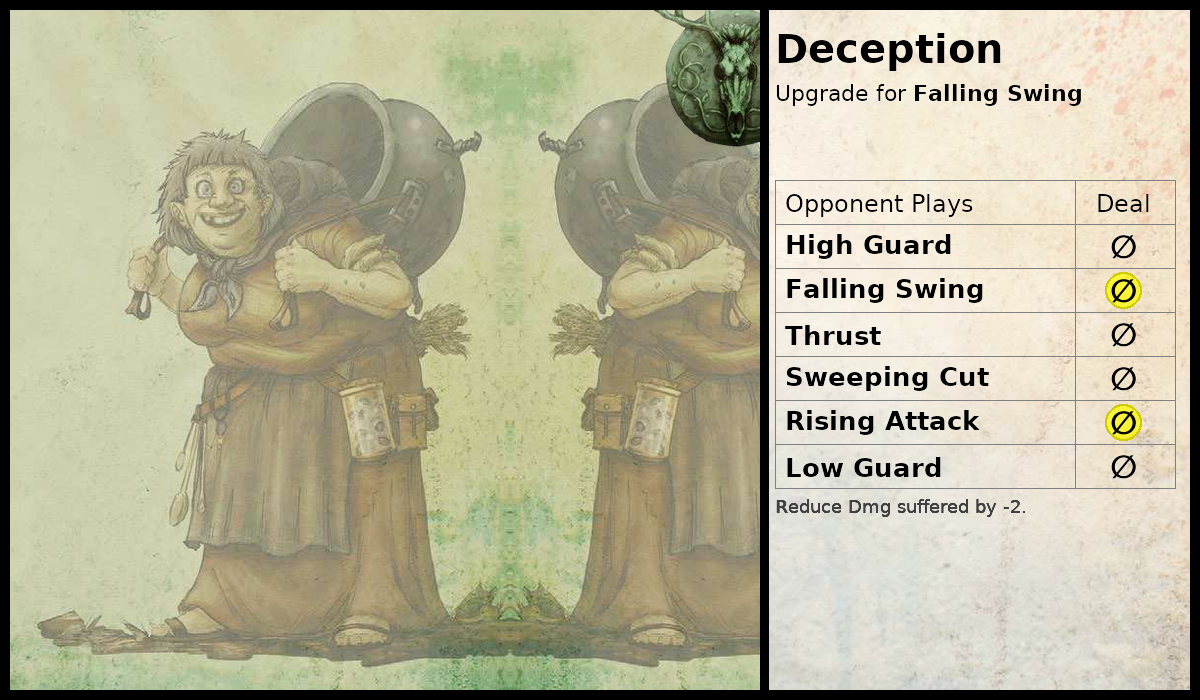 Deception
Upgrade for Falling Swing
Opponent Plays Deal
High Guard ∅
Falling Swing ∅
Thrust ∅
Sweeping Cut ∅
Rising Attack ∅
Low Guard ∅
Reduce Dmg suffered by -2.